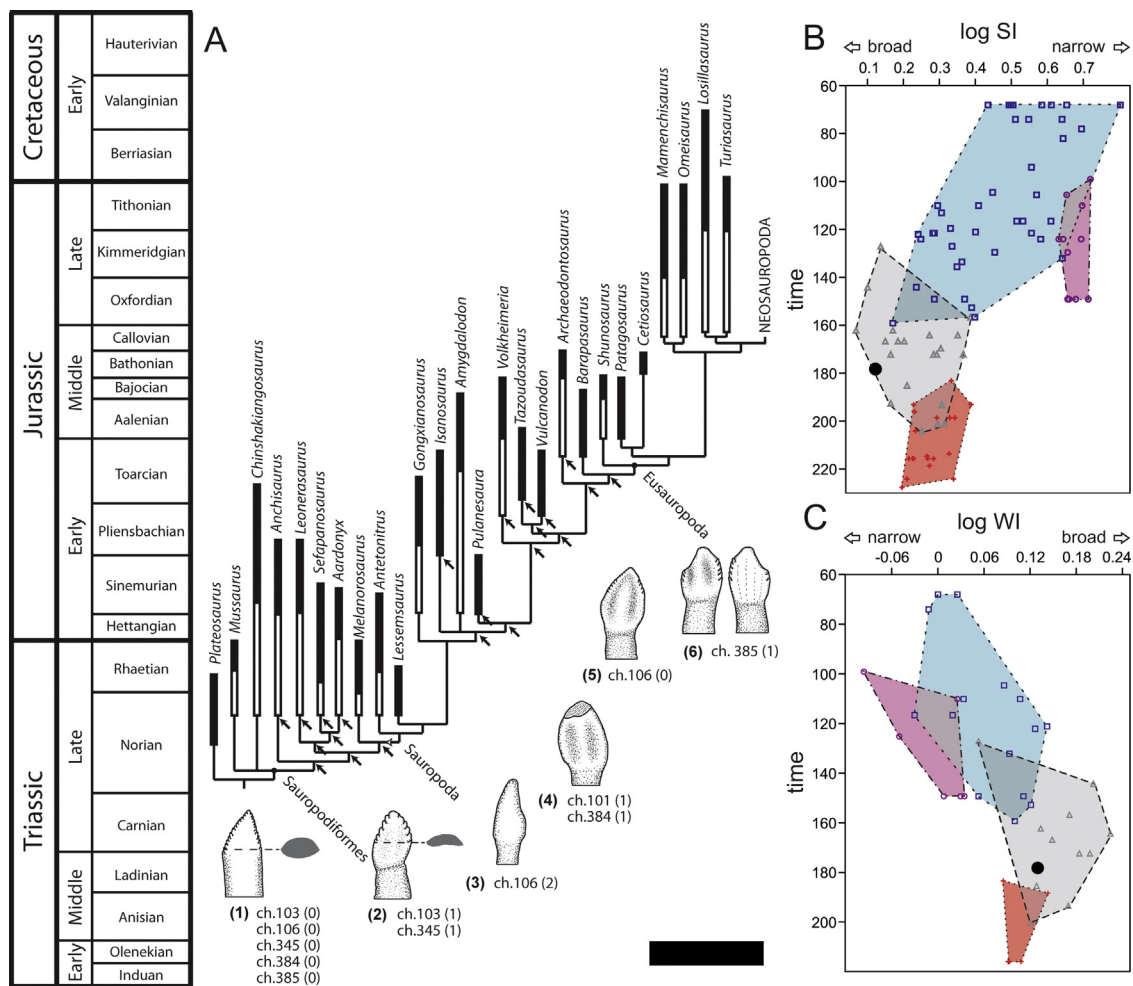 Cretaceous
Jurassic
Triassic
Early
Late
Middle
Early
Late
Middle
Early
Hauterivian
Valanginian
Berriasian
Tithonian
Kimmeridgian
Oxfordian
Callovian
Bathonian
Bajocian
Aalenian
Toarcian
Pliensbachian
Sinemurian
Hettangian
Rhaetian
Norian
Carnian
Ladinian
Anisian
Olenekian
Induan
A
Plateosaurus
Mussaurus
Chinshakiangosaurus
Anchisaurus
Leonerasaurus
Sefapanosaurus
Aardonyx
Melanorosaurus
Antetonitrus
Lessemsaurus
Gongxianosaurus
Isanosaurus
Amygdalodon
Pulanesaura
Volkheimeria
Tazoudasaurus
Vulcanodon
Archaeodontosaurus
Barapasaurus
Shunosaurus
Patagosaurus
Cetiosaurus
Mamenchisaurus
Omeisaurus
Losillasaurus
Turiasaurus
NEOSAUROPODA
Sauropodiformes
Sauropoda
Eusauropoda
(1) ch.103 (0)
ch.106 (0)
ch.345 (0)
ch.384 (0)
ch.385 (0)
(2) ch.103 (1)
ch.345 (1)
(3) ch.106 (2)
(4) ch.101 (1)
ch.384 (1)
(5) ch.106 (0)
(6) ch. 385 (1)
B
log SI
⇦ broad narrow ⇨
0.1 0.2 0.3 0.4 0.5 0.6 0.7
60
80
100
120
140
160
180
200
220
time
C
log WI
⇦ narrow broad ⇨
-0.06 0 0.06 0.12 0.18 0.24
60
80
100
120
140
160
180
200
time